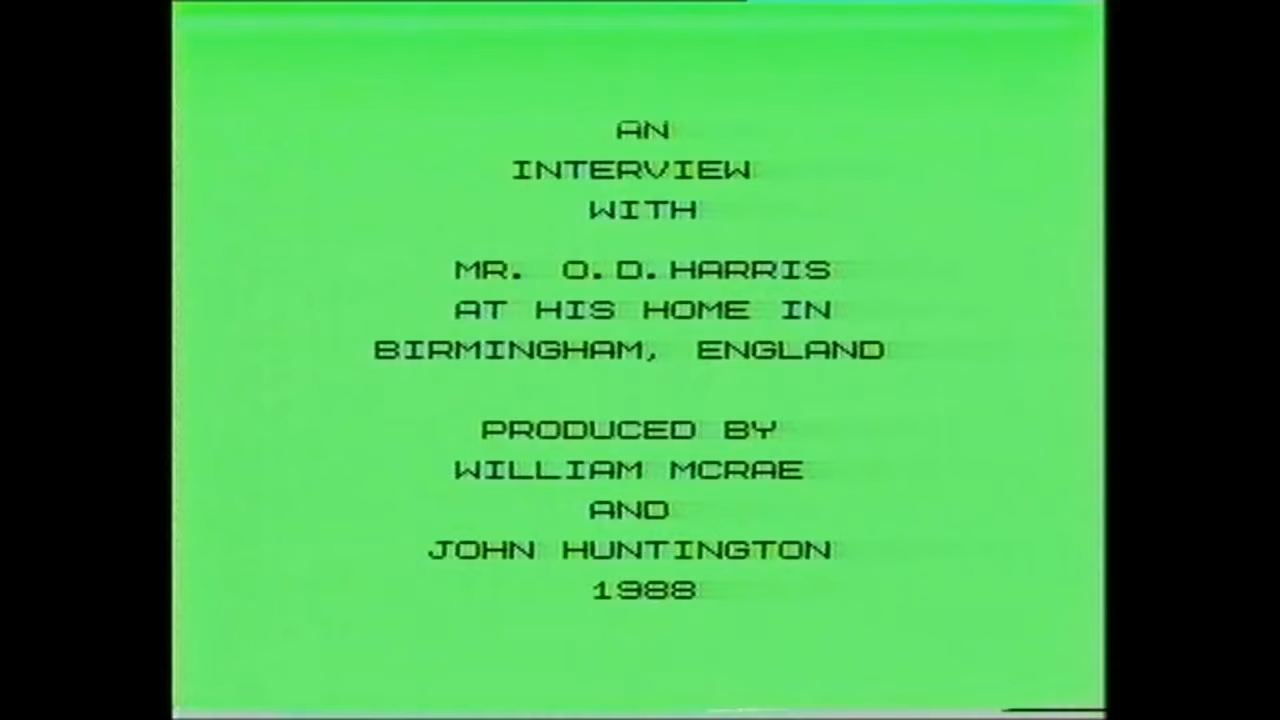 AN
INTERVIEW
WITH
MR. O.D.HARRIS
AT HIS HOME IN
BIRMINGHAM, ENGLAND
PRODUCED BY
WILLIAM MCRAE
AND
JOHN HUNTINGTON
1988